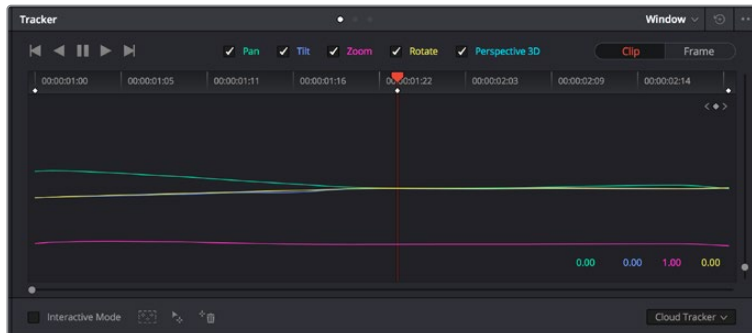 Tracker Window
Pan Tilt Zoom Rotate Perspective 3D Clip Frame
00:00:01:00 00:00:01:05 00:00:01:11 00:00:01:16 00:00:01:22 00:00:02:03 00:00:02:09 00:00:02:14
0.00 0.00 1.00 0.00
Interactive Mode Cloud Tracker